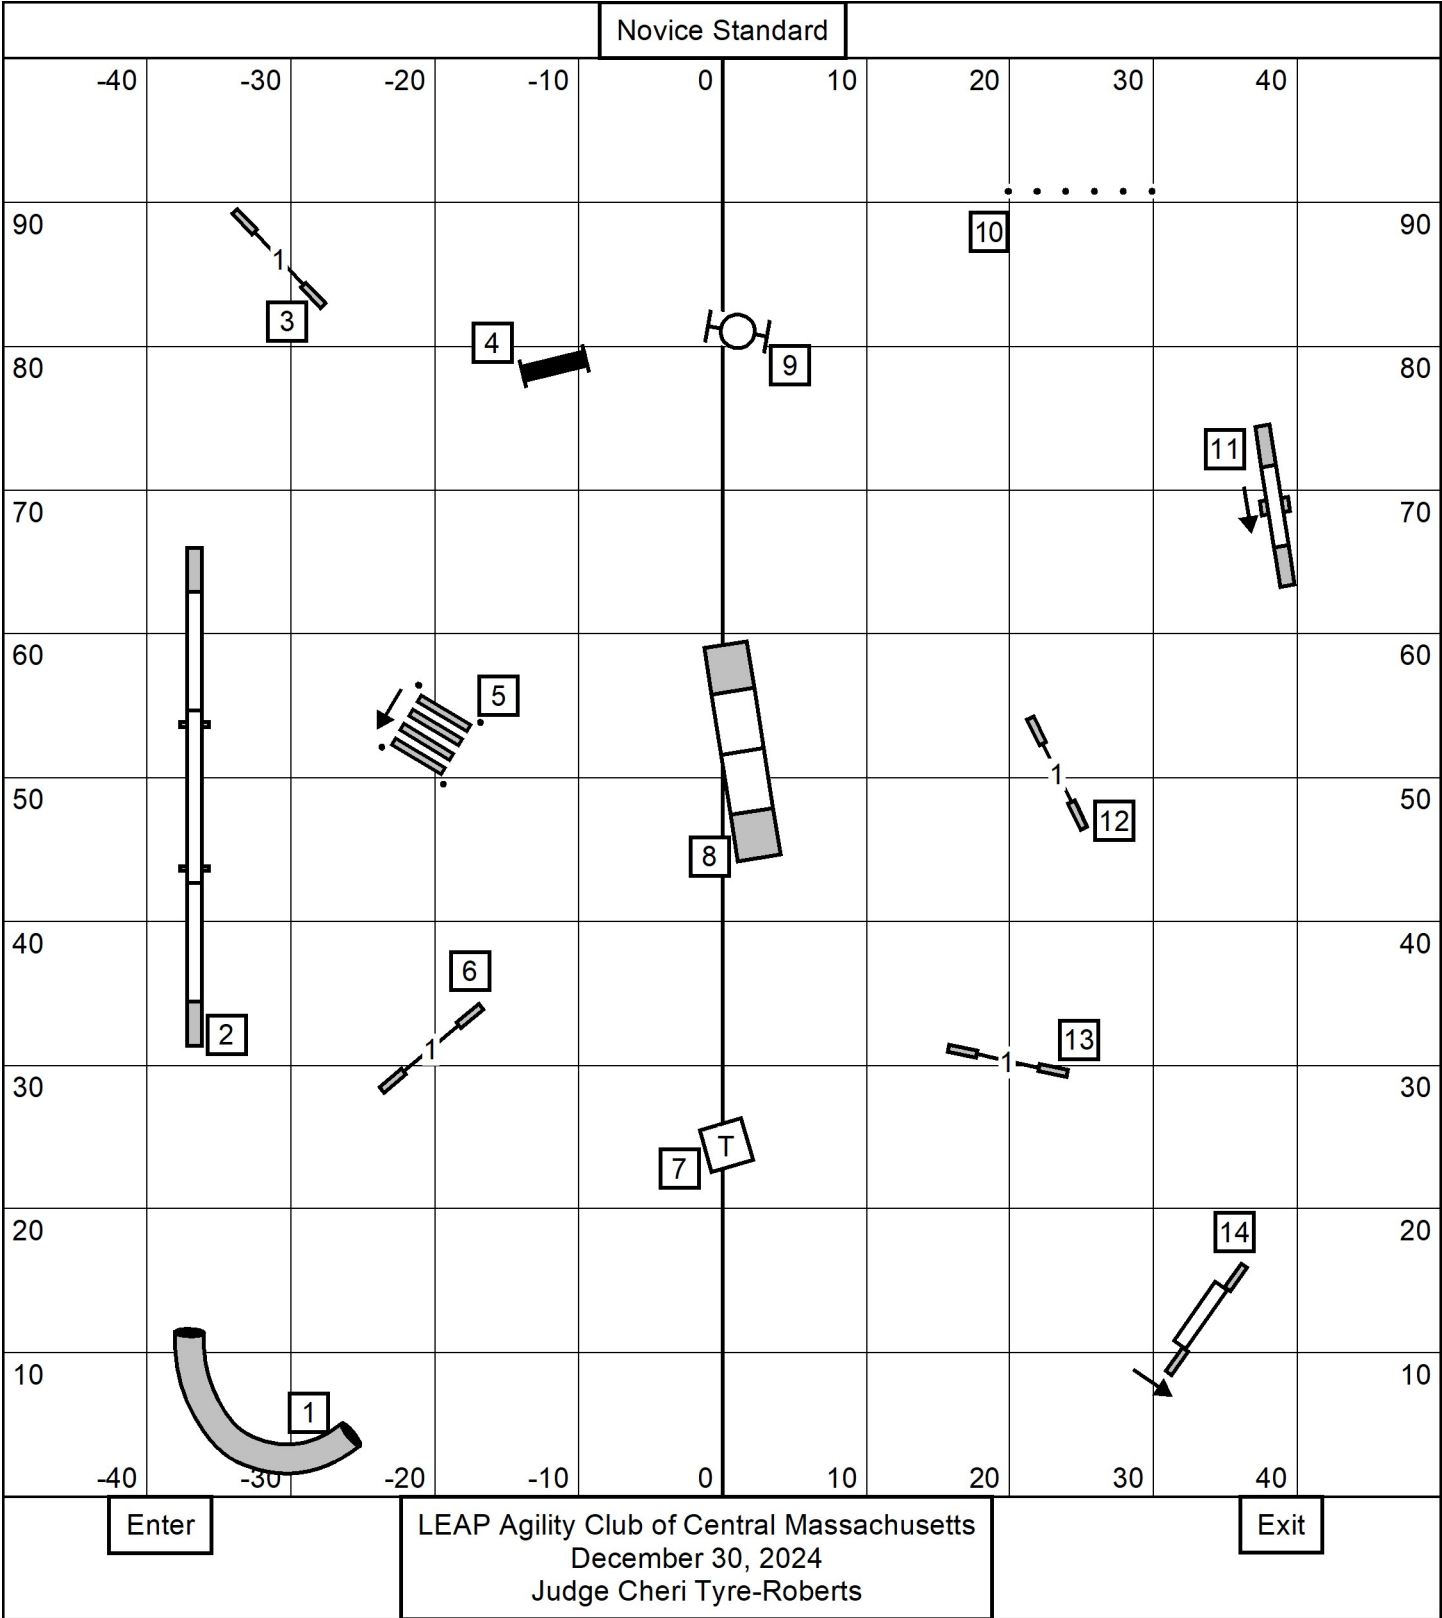 Novice Standard
-40 -30 -20 -10 0 10 20 30 40
90 10 90
1
3 4 9
80 80
11
70 70
60 60
5
1
50 12 50
8
40 40
6
2 1 13
1
30 30
T
7
20 14 20
10 10
1
-40 -30 -20 -10 0 10 20 30 40
Enter
LEAP Agility Club of Central Massachusetts
December 30, 2024
Judge Cheri Tyre-Roberts
Exit